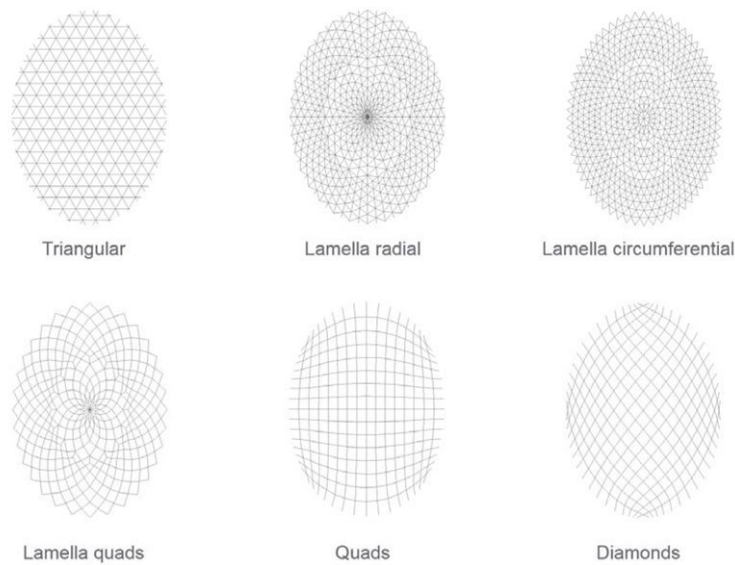 Triangular
Lamella radial
Lamella circumferential
Lamella quads
Quads
Diamonds